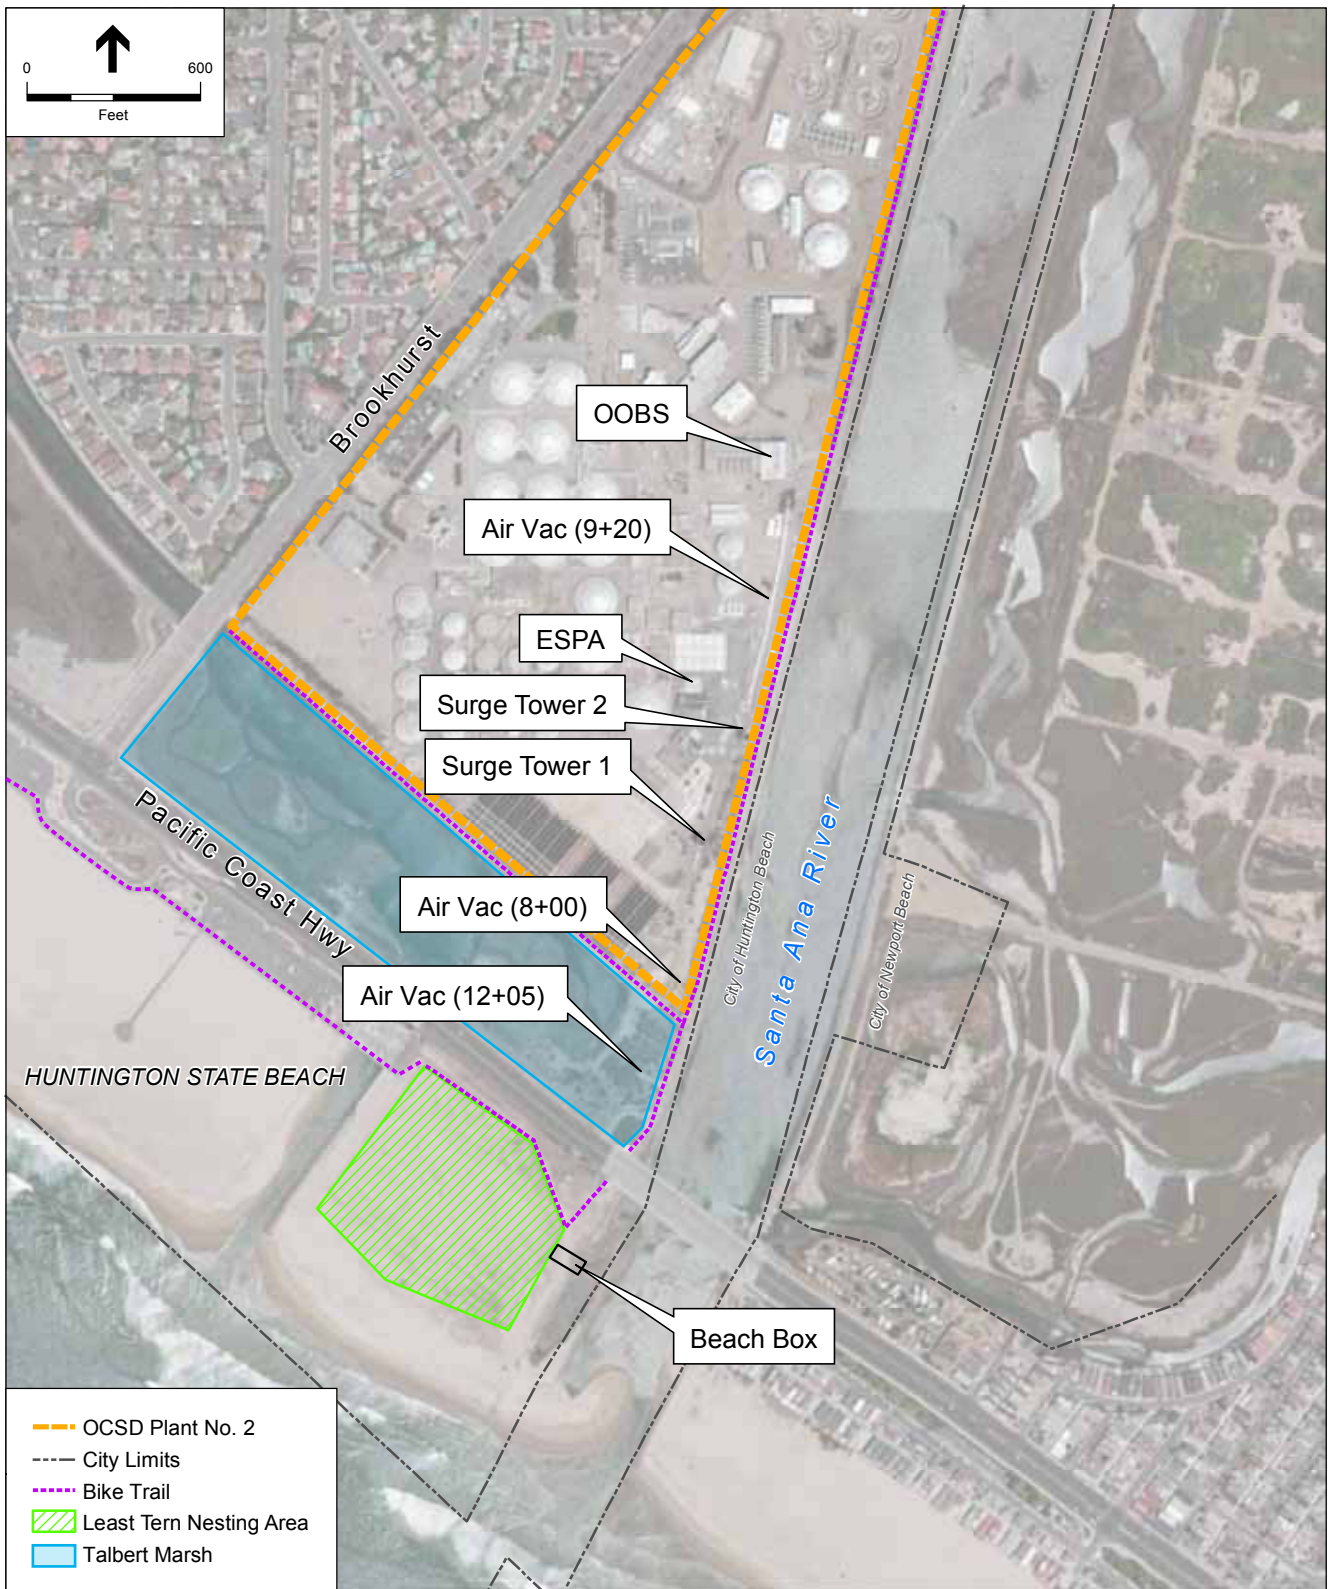 0 600
Feet
Brookhurst
OOBS
Air Vac (9+20)
ESPA
Surge Tower 2
Surge Tower 1
Pacific Coast Hwy
Air Vac (8+00)
City of Huntington Beach
Santa Ana River
City of Newport Beach
Air Vac (12+05)
HUNTINGTON STATE BEACH
Beach Box
OCSD Plant No. 2
City Limits
Bike Trail
Least Tern Nesting Area
Talbert Marsh